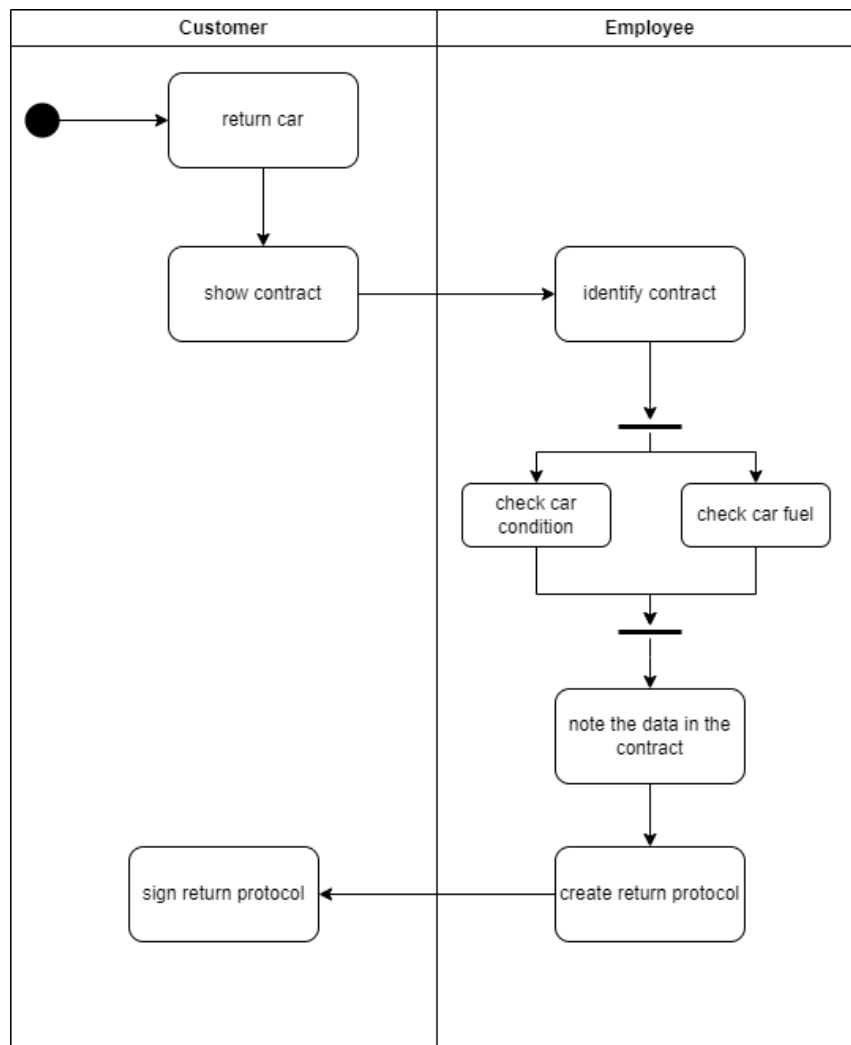 Customer
Employee
return car
show contract
identify contract
check car
condition
check car fuel
note the data in the
contract
sign return protocol
create return protocol